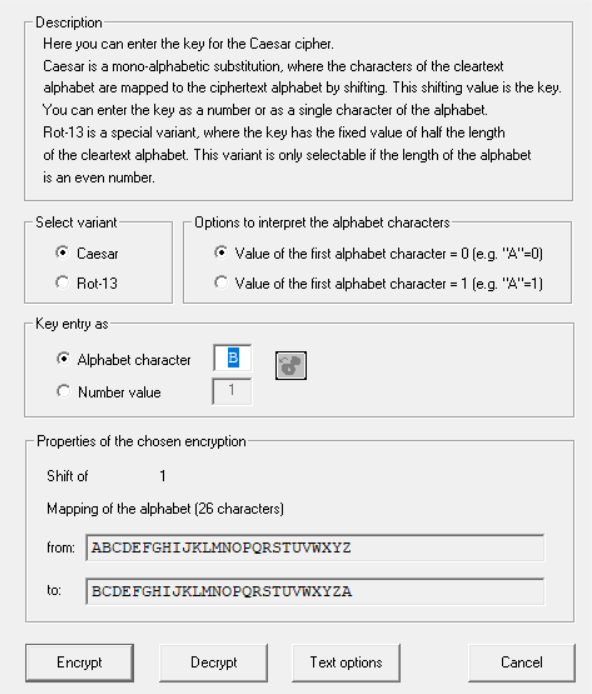 Description
Here you can enter the key for the Caesar cipher.
Caesar is a mono-alphabetic substitution, where the characters of the cleartext
alphabet are mapped to the ciphertext alphabet by shifting. This shifting value is the key.
You can enter the key as a number or as a single character of the alphabet.
Rot-13 is a special variant, where the key has the fixed value of half the length
of the cleartext alphabet. This variant is only selectable if the length of the alphabet
is an even number.
Select variant
Caesar
Rot-13
Options to interpret the alphabet characters
Value of the first alphabet character = 0 (e.g. "A"=0)
Value of the first alphabet character = 1 (e.g. "A"=1)
Key entry as
Alphabet character B
Number value 1
Properties of the chosen encryption
Shift of 1
Mapping of the alphabet (26 characters)
from: ABCDEFGHIJKLMNOPQRSTUVWXYZ
to: BCDEFGHIJKLMNOPQRSTUVWXYZA
Encrypt Decrypt Text options Cancel